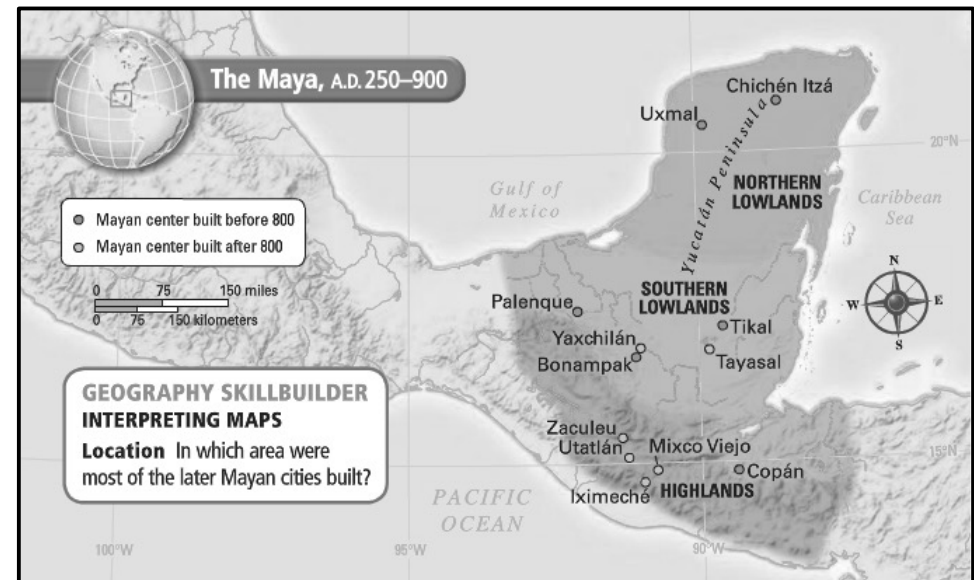 The Maya, A.D. 250–900
Chichén Itzá
Uxmal
20°N
Yucatán Peninsula
NORTHERN
LOWLANDS
Gulf of
Mexico
Caribbean
Sea
Mayan center built before 800
Mayan center built after 800
0 75 150 miles
0 75 150 kilometers
N
W E
S
SOUTHERN
LOWLANDS
Palenque
Tikal
Yaxchilán
Bonampak
Tayasal
GEOGRAPHY SKILLBUILDER
INTERPRETING MAPS
Location In which area were
most of the later Mayan cities built?
Zaculeu
Utatlán
Mixco Viejo
15°N
Copán
Iximeché
HIGHLANDS
PACIFIC
OCEAN
100°W
95°W
90°W